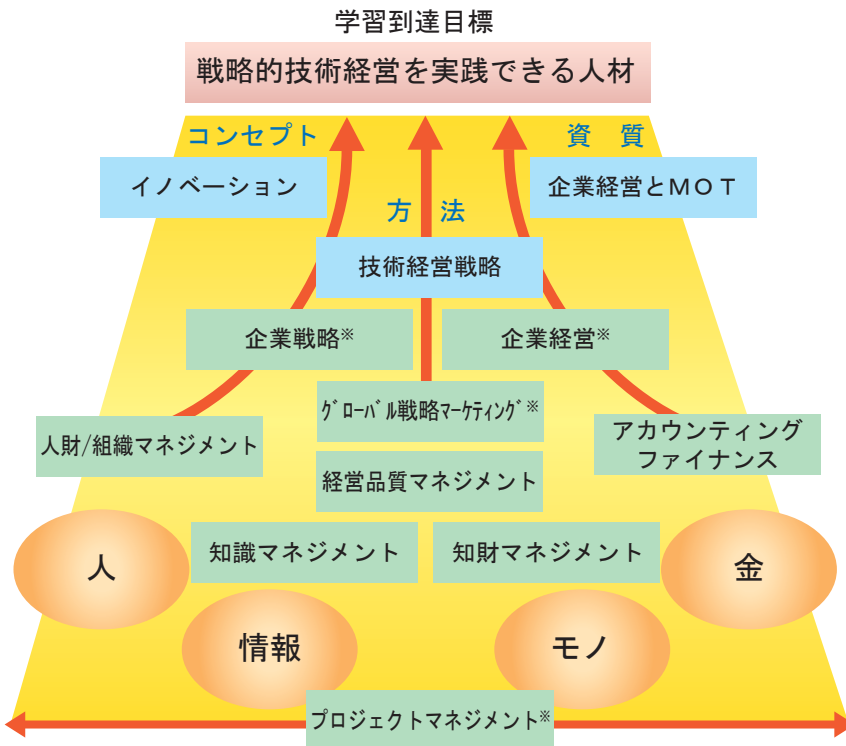 学習到達目標
戦略的技術経営を実践できる人材
コンセプト
資 質
イノベーション
企業経営とMOT
方 法
技術経営戦略
企業戦略※
企業経営※
グローバル戦略マーケティング※
人財/組織マネジメント
アカウンティング
ファイナンス
経営品質マネジメント
知識マネジメント
知財マネジメント
人
金
情報
モノ
プロジェクトマネジメント※